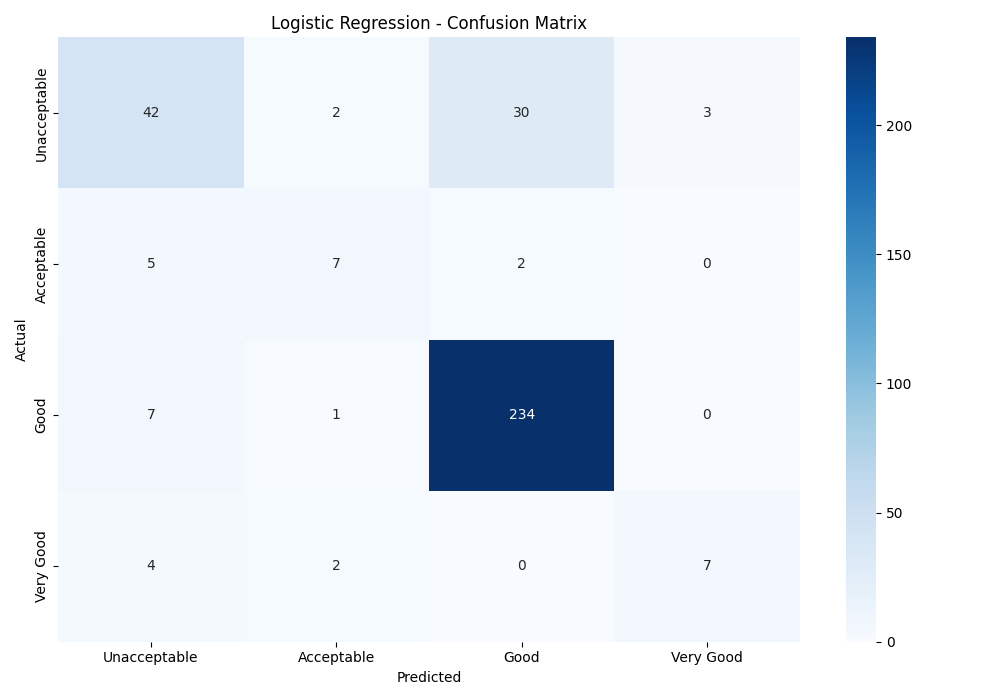 Logistic Regression - Confusion Matrix
Actual
Unacceptable
42 2 30 3
Acceptable
5 7 2 0
Good
7 1 234 0
Very Good
4 2 0 7
Unacceptable Acceptable Good Very Good
Predicted
200
150
100
50
0